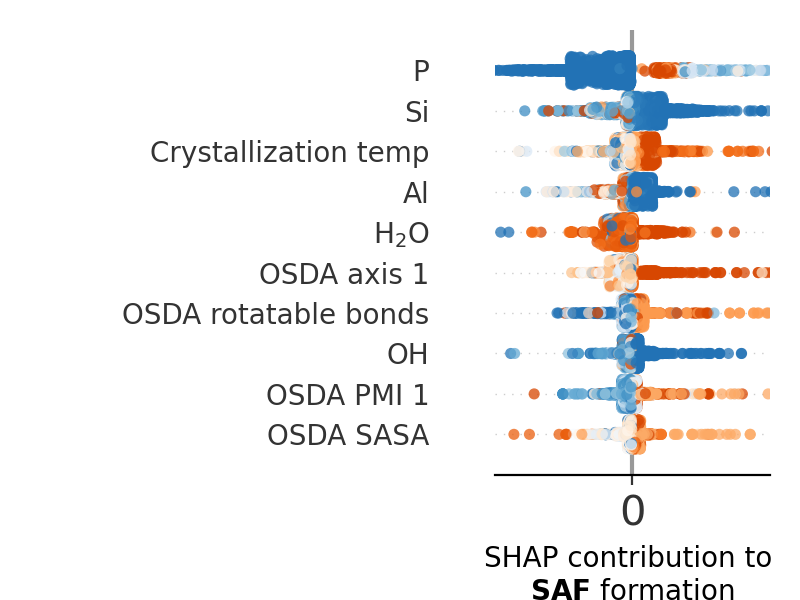 P
Si
Crystallization temp
Al
H₂O
OSDA axis 1
OSDA rotatable bonds
OH
OSDA PMI 1
OSDA SASA
0
SHAP contribution to
SAF formation